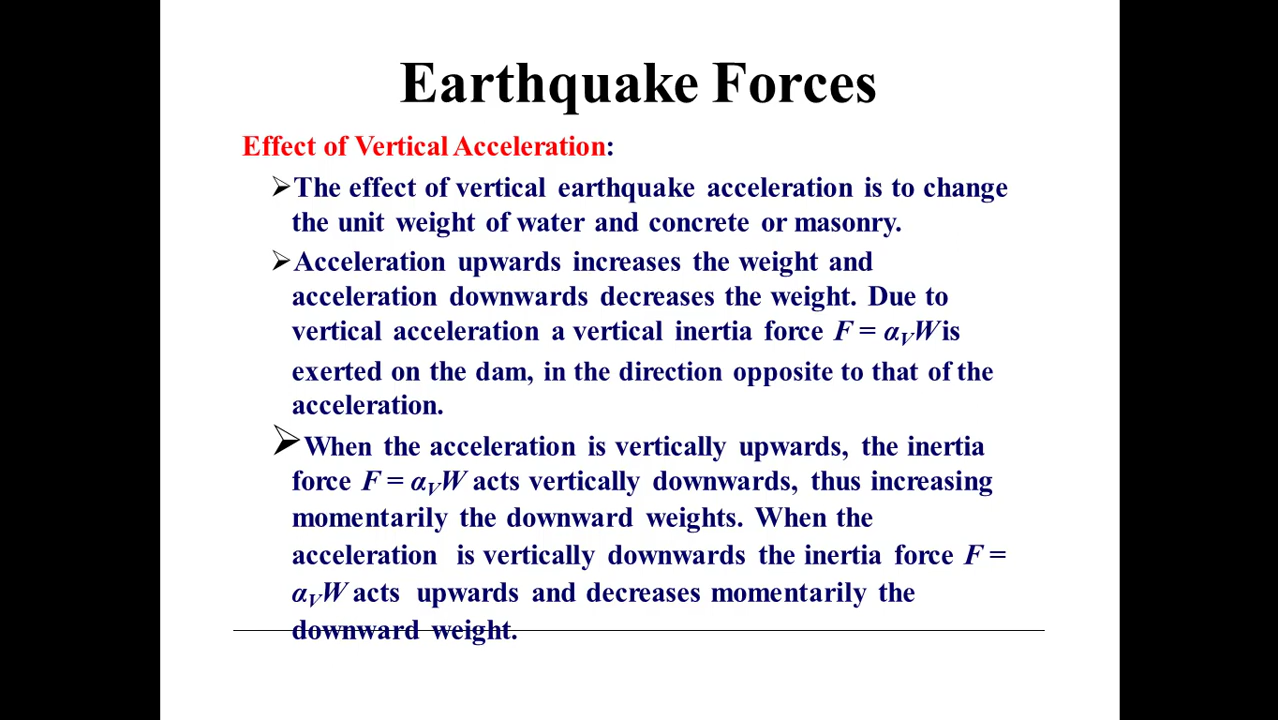 Earthquake Forces
Effect of Vertical Acceleration:
➢The effect of vertical earthquake acceleration is to change
the unit weight of water and concrete or masonry.
➢Acceleration upwards increases the weight and
acceleration downwards decreases the weight. Due to
vertical acceleration a vertical inertia force F = αVW is
exerted on the dam, in the direction opposite to that of the
acceleration.
➢When the acceleration is vertically upwards, the inertia
force F = αVW acts vertically downwards, thus increasing
momentarily the downward weights. When the
acceleration is vertically downwards the inertia force F =
αVW acts upwards and decreases momentarily the
downward weight.